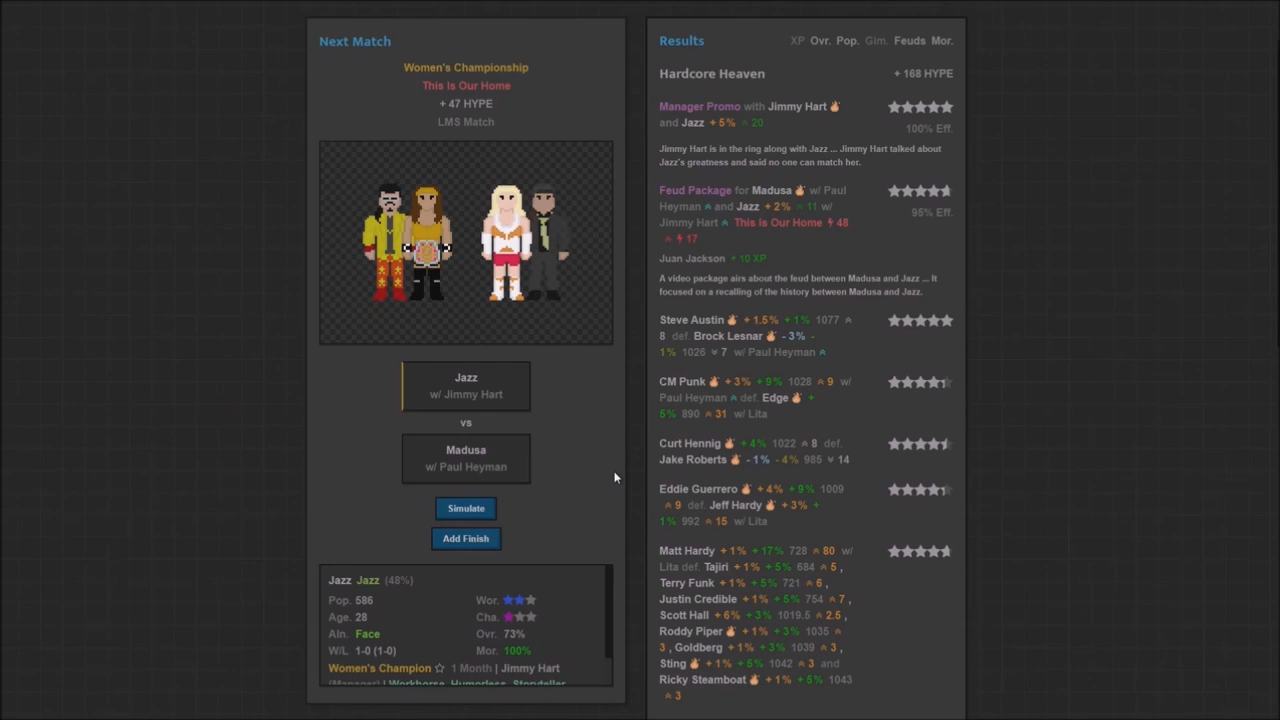 Next Match
Women's Championship
This Is Our Home
+ 47 HYPE
LMS Match
Jazz
w/ Jimmy Hart
vs
Madusa
w/ Paul Heyman
Simulate
Add Finish
Jazz Jazz (48%)
Pop. 586 Wor.
Age. 28 Cha.
Aln. Face Ovr. 73%
W/L 1-0 (1-0) Mor. 100%
Women's Champion ☆ 1 Month | Jimmy Hart
(Manager) | Workhorse, Humorless, Storyteller
Results XP Ovr. Pop. Gim. Feuds Mor.
Hardcore Heaven + 168 HYPE
Manager Promo with Jimmy Hart
and Jazz + 5% 20
100% Eff.
Jimmy Hart is in the ring along with Jazz ... Jimmy Hart talked about
Jazz's greatness and said no one can match her.
Feud Package for Madusa w/ Paul
Heyman and Jazz + 2% 11 w/
95% Eff.
Jimmy Hart This Is Our Home 48
17
Juan Jackson + 10 XP
A video package airs about the feud between Madusa and Jazz ... It
focused on a recalling of the history between Madusa and Jazz.
Steve Austin + 1.5% + 1% 1077
8 def. Brock Lesnar - 3% -
1% 1026 7 w/ Paul Heyman
CM Punk + 3% + 9% 1028 9 w/
Paul Heyman def. Edge +
5% 890 31 w/ Lita
Curt Hennig + 4% 1022 8 def.
Jake Roberts - 1% - 4% 985 14
Eddie Guerrero + 4% + 9% 1009
9 def. Jeff Hardy + 3% +
1% 992 15 w/ Lita
Matt Hardy + 1% + 17% 728 80 w/
Lita def. Tajiri + 1% + 5% 684 5 ,
Terry Funk + 1% + 5% 721 6 ,
Justin Credible + 1% + 5% 754 7 ,
Scott Hall + 6% + 3% 1019.5 2.5 ,
Roddy Piper + 1% + 3% 1035
3 , Goldberg + 1% + 3% 1039 3 ,
Sting + 1% + 5% 1042 3 and
Ricky Steamboat + 1% + 5% 1043
3